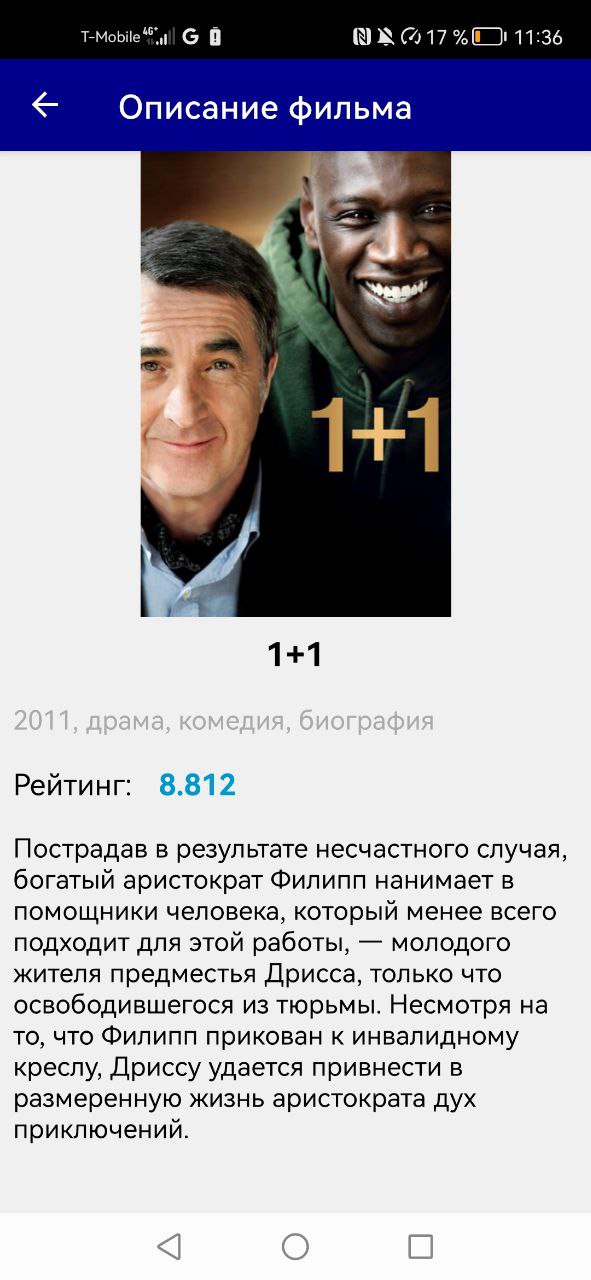 T-Mobile 4G+ G 17 % 11:36
Описание фильма
1+1
1+1
2011, драма, комедия, биография
Рейтинг: 8.812
Пострадав в результате несчастного случая,
богатый аристократ Филипп нанимает в
помощники человека, который менее всего
подходит для этой работы, — молодого
жителя предместья Дрисса, только что
освободившегося из тюрьмы. Несмотря на
то, что Филипп прикован к инвалидному
креслу, Дриссу удается привнести в
размеренную жизнь аристократа дух
приключений.